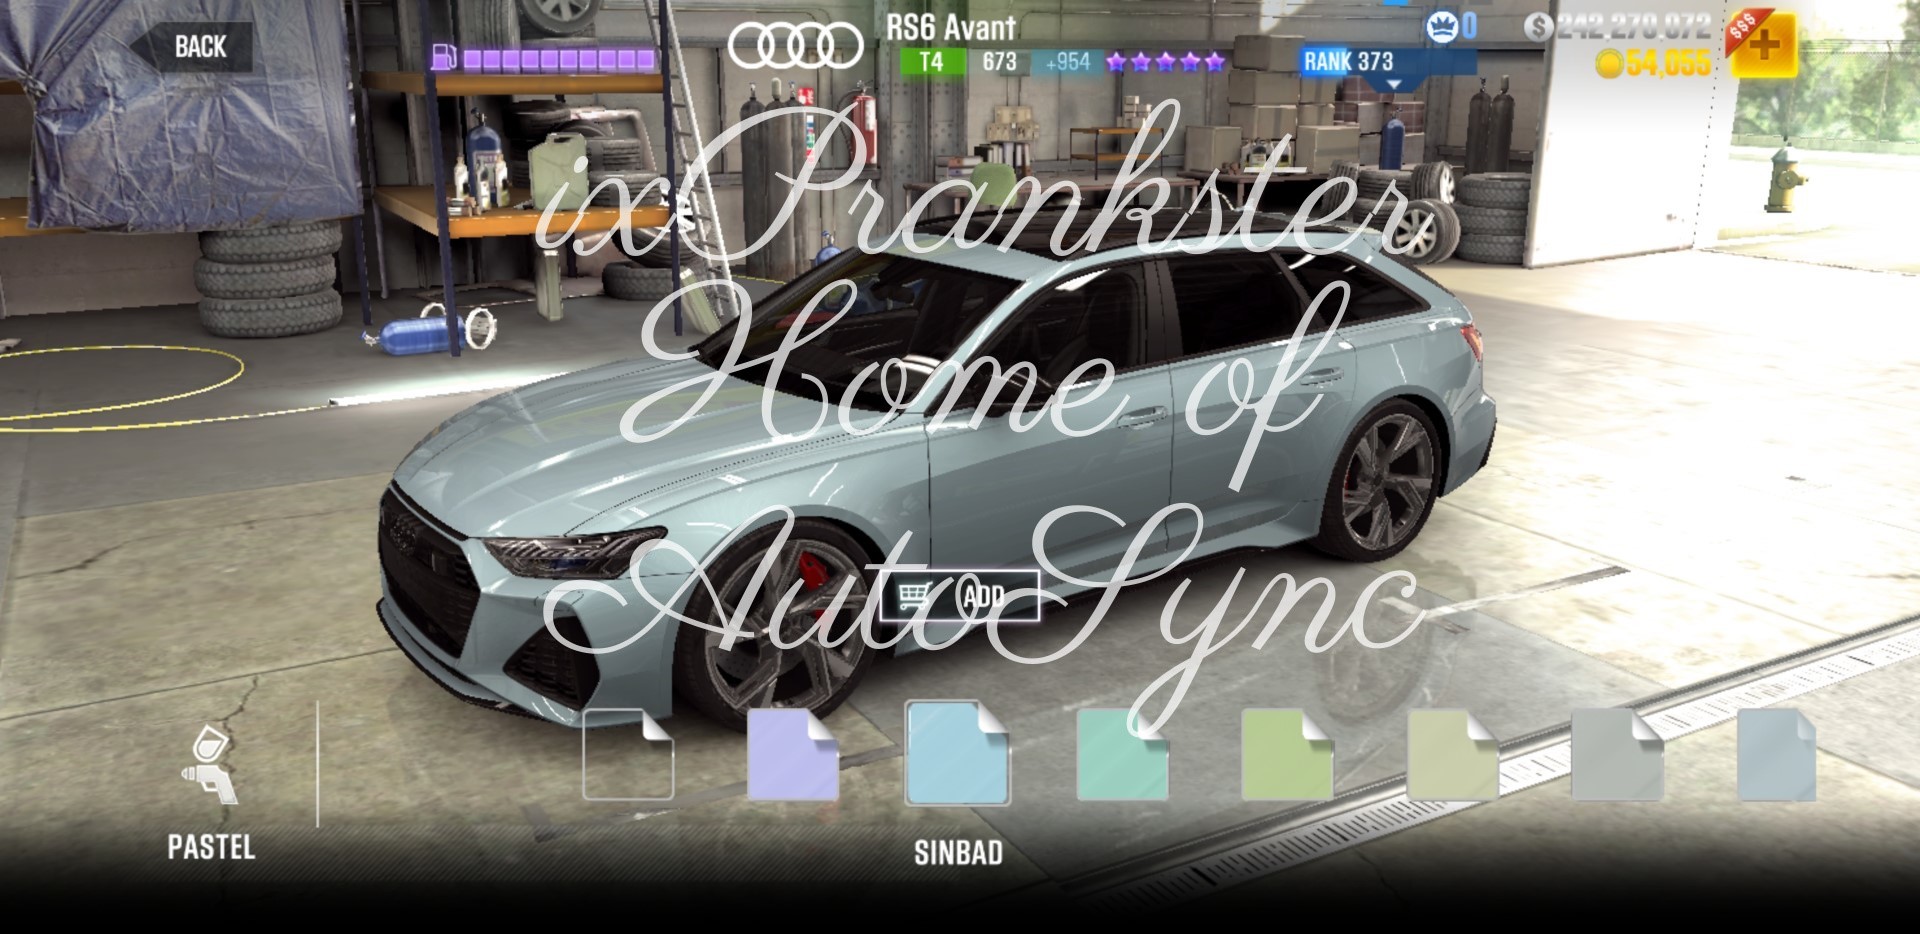 BACK
RS6 Avant
T4 673 +954
RANK 373
0
$ 242,270,072
54,055
$$$
ixPrankster
Home of
AutoSync
ADD
PASTEL
SINBAD